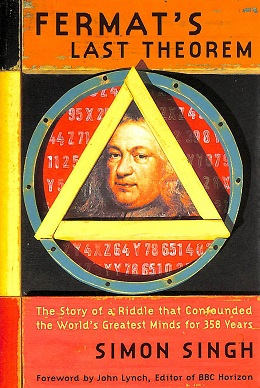 FERMAT'S
LAST THEOREM
The Story of a Riddle that Confounded
the World's Greatest Minds for 358 Years
SIMON SINGH
Foreword by John Lynch, Editor of BBC Horizon